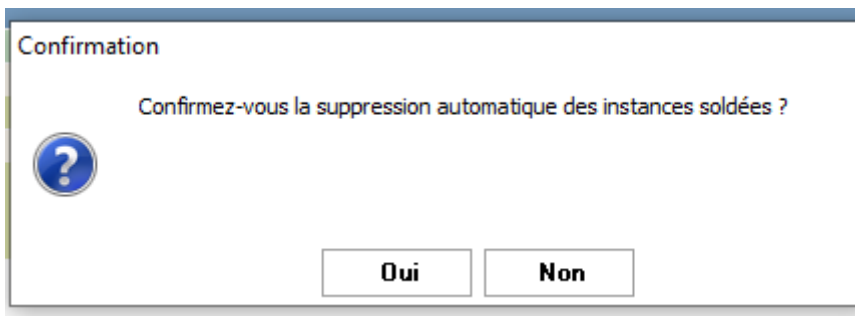 Confirmation
Confirmez-vous la suppression automatique des instances soldées ?
Oui
Non